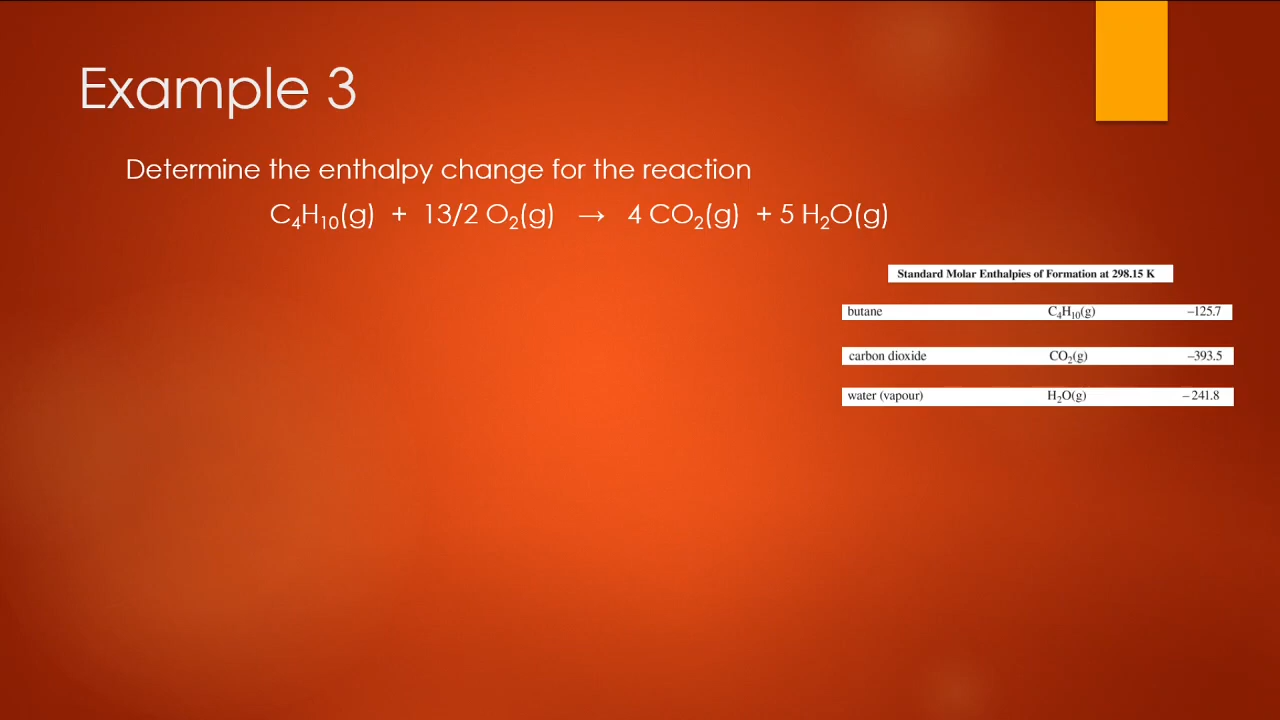 Example 3
Determine the enthalpy change for the reaction
C₄H₁₀(g) + 13/2 O₂(g) → 4 CO₂(g) + 5 H₂O(g)
Standard Molar Enthalpies of Formation at 298.15 K
butane C₄H₁₀(g) –125.7
carbon dioxide CO₂(g) –393.5
water (vapour) H₂O(g) – 241.8